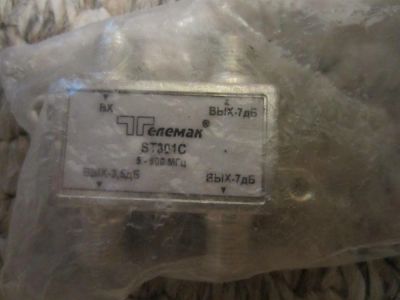 ВХ ВЫХ-7дБ
Телемак®
ST301C
5 - 900 МГц
ВЫХ-3,5дБ ВЫХ-7дБ